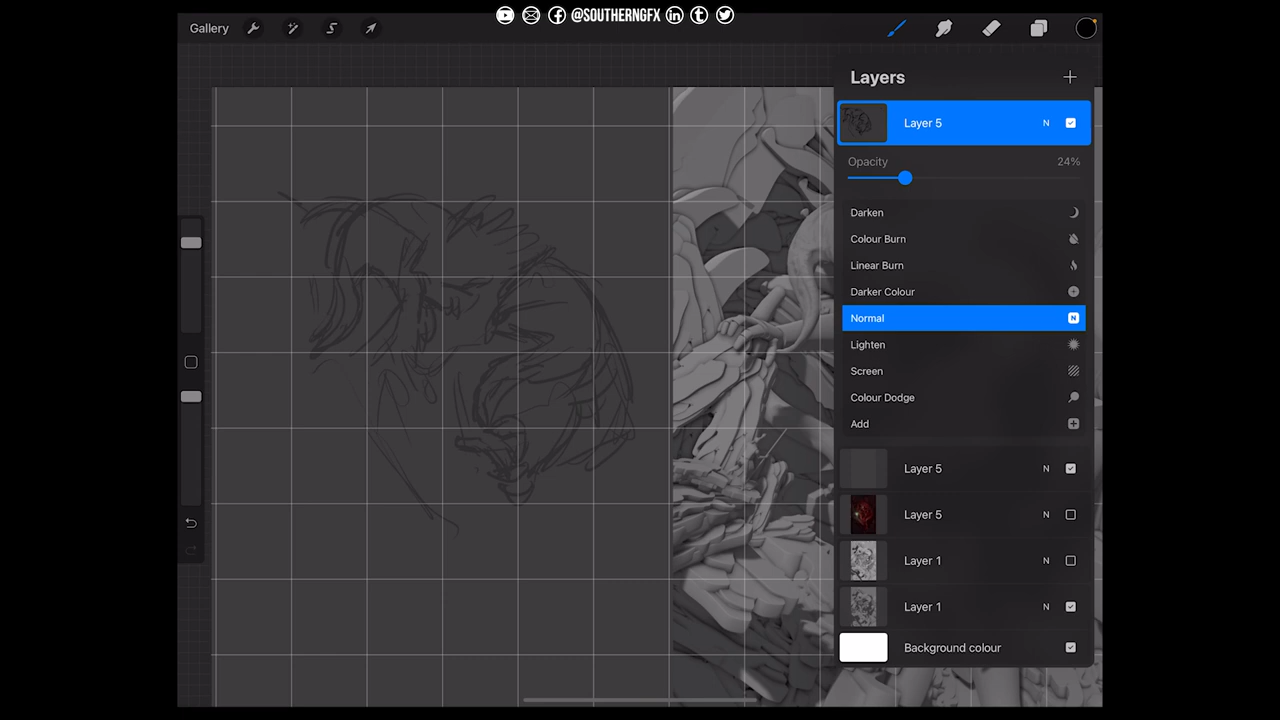 @SOUTHERNGFX
Gallery
Layers
Layer 5 N
Opacity 24%
Darken
Colour Burn
Linear Burn
Darker Colour
Normal N
Lighten
Screen
Colour Dodge
Add
Layer 5 N
Layer 5 N
Layer 1 N
Layer 1 N
Background colour